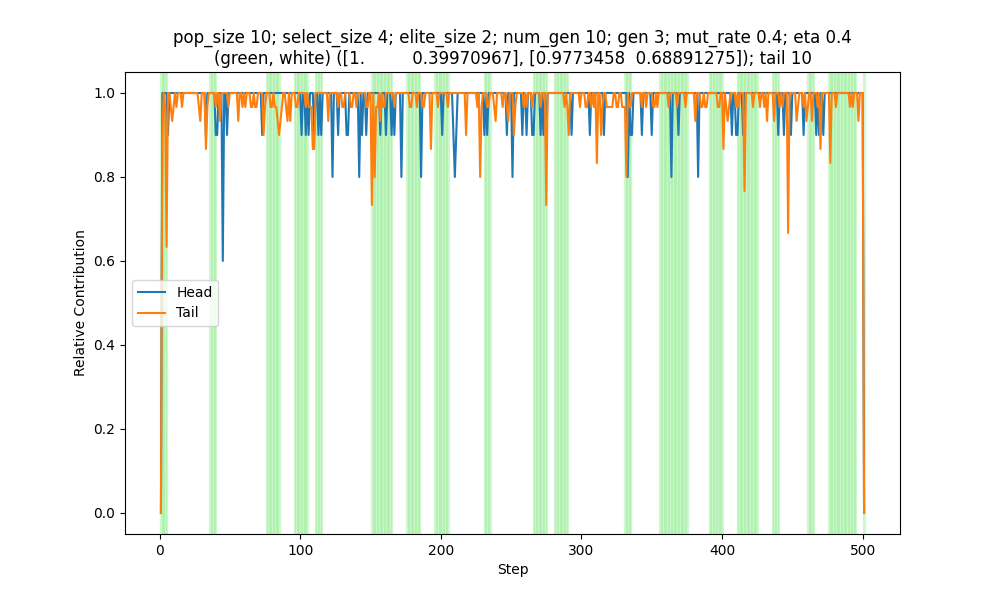 pop_size 10; select_size 4; elite_size 2; num_gen 10; gen 3; mut_rate 0.4; eta 0.4
(green, white) ([1.          0.39970967], [0.9773458  0.68891275]); tail 10
1.0
0.8
0.6
0.4
0.2
0.0
Relative Contribution
Head
Tail
0
100
200
300
400
500
Step